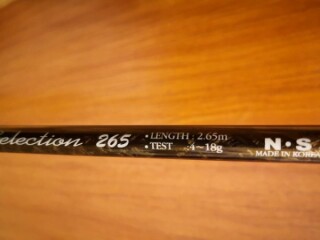 election 265
• LENGTH : 2.65m
• TEST : 4~18g
N•S
MADE IN KOREA